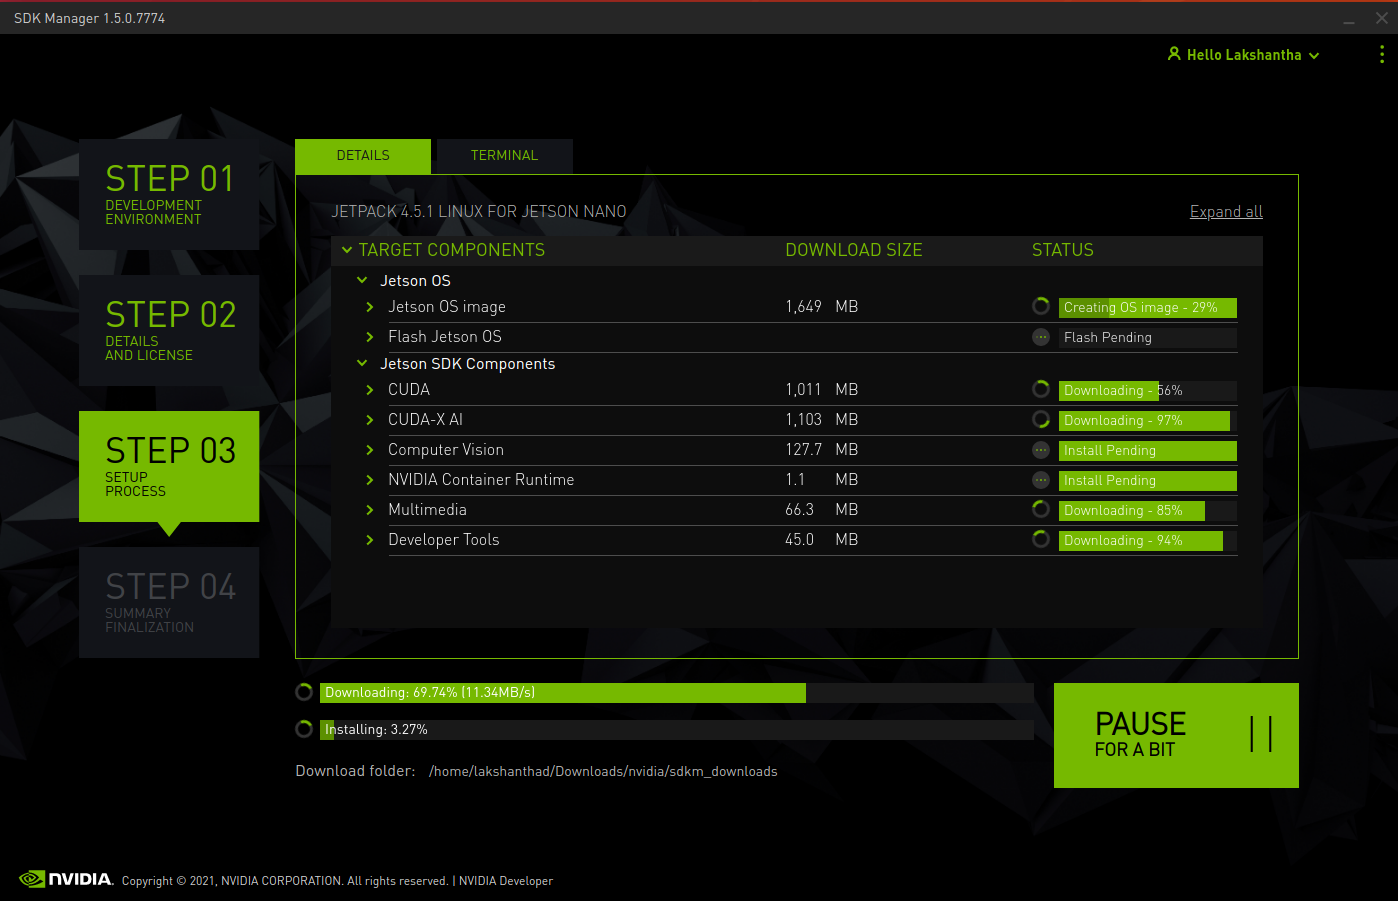 SDK Manager 1.5.0.7774
Hello Lakshantha
STEP 01
DEVELOPMENT
ENVIRONMENT
STEP 02
DETAILS
AND LICENSE
STEP 03
SETUP
PROCESS
STEP 04
SUMMARY
FINALIZATION
DETAILS TERMINAL
JETPACK 4.5.1 LINUX FOR JETSON NANO Expand all
TARGET COMPONENTS DOWNLOAD SIZE STATUS
Jetson OS
Jetson OS image 1,649 MB Creating OS image - 29%
Flash Jetson OS Flash Pending
Jetson SDK Components
CUDA 1,011 MB Downloading - 56%
CUDA-X AI 1,103 MB Downloading - 97%
Computer Vision 127.7 MB Install Pending
NVIDIA Container Runtime 1.1 MB Install Pending
Multimedia 66.3 MB Downloading - 85%
Developer Tools 45.0 MB Downloading - 94%
Downloading: 69.74% (11.34MB/s)
Installing: 3.27%
Download folder: /home/lakshanthad/Downloads/nvidia/sdkm_downloads
PAUSE
FOR A BIT
NVIDIA. Copyright © 2021, NVIDIA CORPORATION. All rights reserved. | NVIDIA Developer